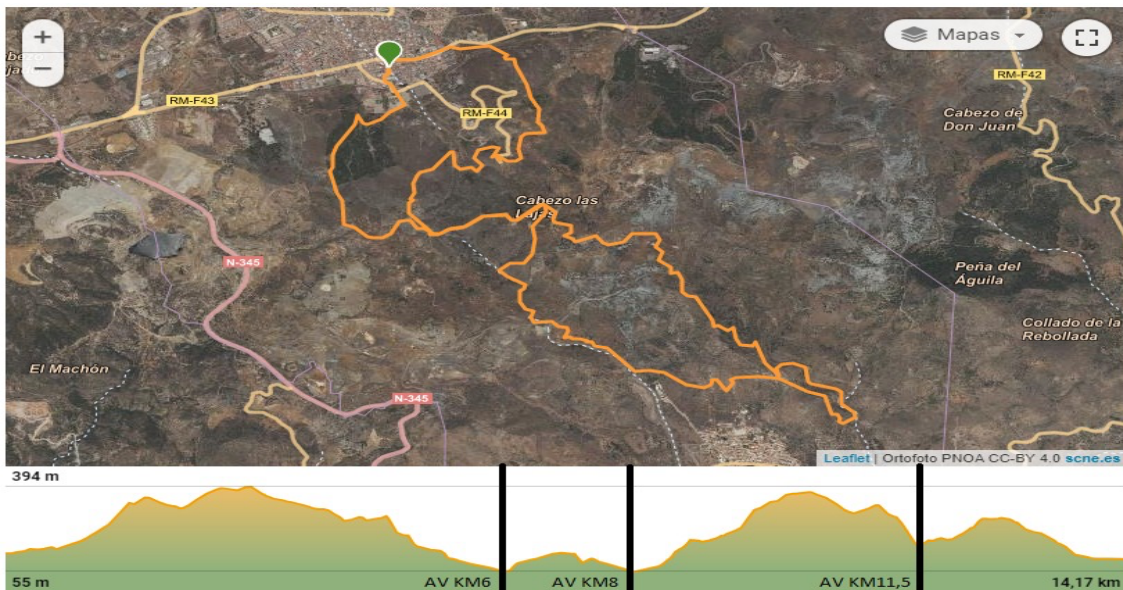 +
−
Mapas
RM-F42
RM-F43
RM-F44
Cabezo de
Don Juan
Cabezo las
Lajas
N-345
Peña del
Águila
Collado de la
Rebollada
El Machón
N-345
Leaflet | Ortofoto PNOA CC-BY 4.0 scne.es
394 m
55 m
AV KM6
AV KM8
AV KM11,5
14,17 km